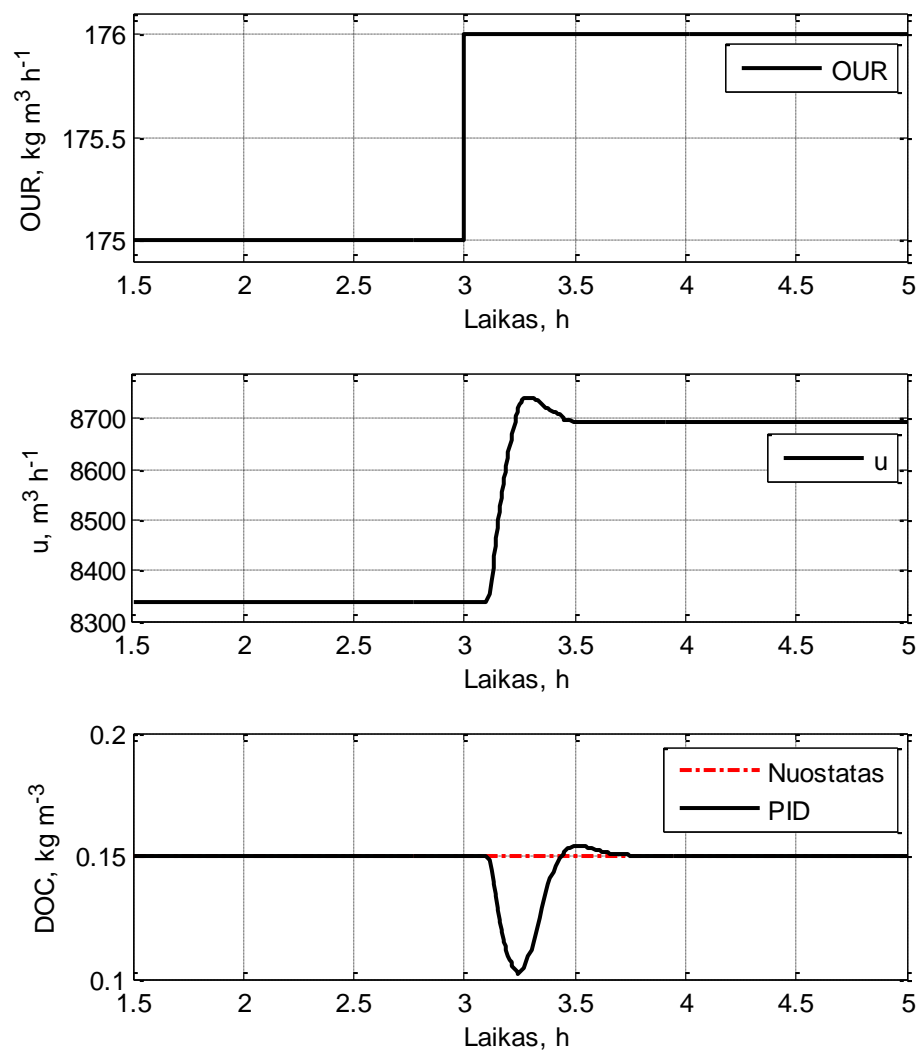 176
175.5
175
OUR, kg m³ h⁻¹
OUR
1.5 2 2.5 3 3.5 4 4.5 5
Laikas, h
8700
8600
8500
8400
8300
u, m³ h⁻¹
u
1.5 2 2.5 3 3.5 4 4.5 5
Laikas, h
0.2
0.15
0.1
DOC, kg m⁻³
Nuostatas
PID
1.5 2 2.5 3 3.5 4 4.5 5
Laikas, h